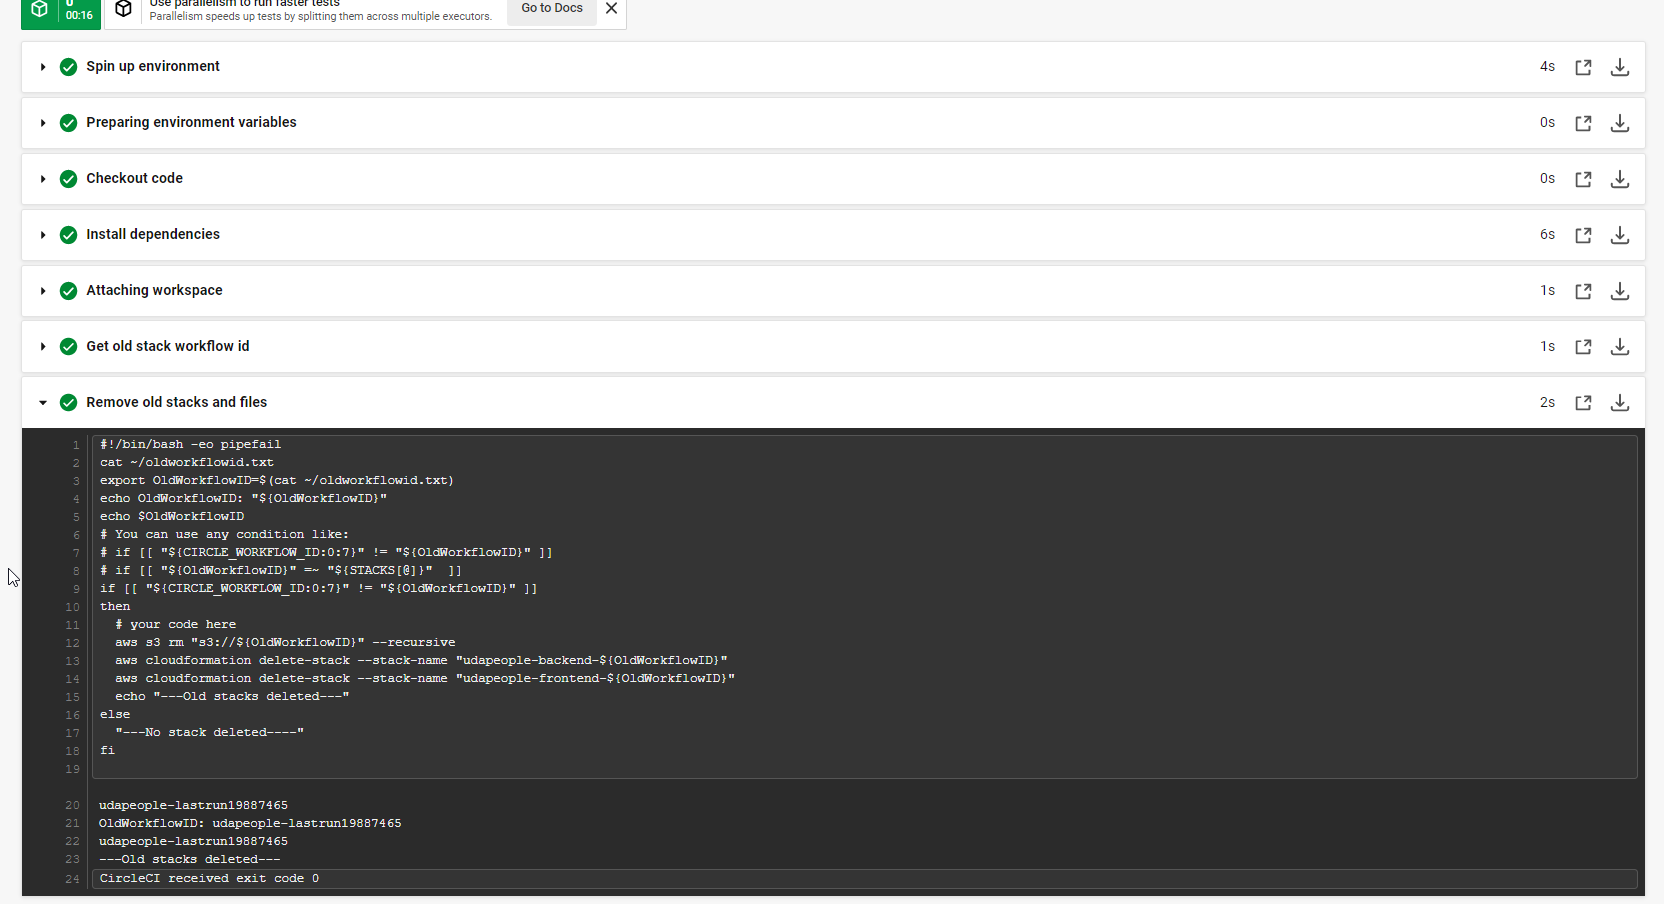 0
00:16
Use parallelism to run faster tests
Parallelism speeds up tests by splitting them across multiple executors.
Go to Docs
Spin up environment 4s
Preparing environment variables 0s
Checkout code 0s
Install dependencies 6s
Attaching workspace 1s
Get old stack workflow id 1s
Remove old stacks and files 2s
1 #!/bin/bash -eo pipefail
2 cat ~/oldworkflowid.txt
3 export OldWorkflowID=$(cat ~/oldworkflowid.txt)
4 echo OldWorkflowID: "${OldWorkflowID}"
5 echo $OldWorkflowID
6 # You can use any condition like:
7 # if [[ "${CIRCLE_WORKFLOW_ID:0:7}" != "${OldWorkflowID}" ]]
8 # if [[ "${OldWorkflowID}" =~ "${STACKS[@]}"  ]]
9 if [[ "${CIRCLE_WORKFLOW_ID:0:7}" != "${OldWorkflowID}" ]]
10 then
11   # your code here
12   aws s3 rm "s3://${OldWorkflowID}" --recursive
13   aws cloudformation delete-stack --stack-name "udapeople-backend-${OldWorkflowID}"
14   aws cloudformation delete-stack --stack-name "udapeople-frontend-${OldWorkflowID}"
15   echo "---Old stacks deleted---"
16 else
17   "---No stack deleted----"
18 fi
19
20 udapeople-lastrun19887465
21 OldWorkflowID: udapeople-lastrun19887465
22 udapeople-lastrun19887465
23 ---Old stacks deleted---
24 CircleCI received exit code 0